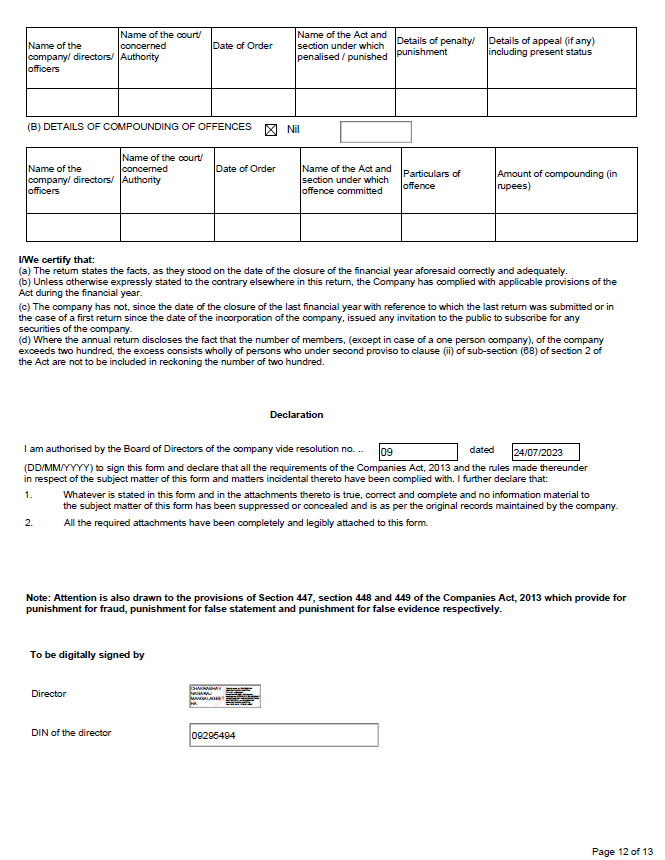 Name of the company/ directors/ officers
Name of the court/ concerned Authority
Date of Order
Name of the Act and section under which penalised / punished
Details of penalty/ punishment
Details of appeal (if any) including present status
(B) DETAILS OF COMPOUNDING OF OFFENCES Nil
Name of the company/ directors/ officers
Name of the court/ concerned Authority
Date of Order
Name of the Act and section under which offence committed
Particulars of offence
Amount of compounding (in rupees)
I/We certify that:
(a) The return states the facts, as they stood on the date of the closure of the financial year aforesaid correctly and adequately.
(b) Unless otherwise expressly stated to the contrary elsewhere in this return, the Company has complied with applicable provisions of the
Act during the financial year.
(c) The company has not, since the date of the closure of the last financial year with reference to which the last return was submitted or in
the case of a first return since the date of the incorporation of the company, issued any invitation to the public to subscribe for any
securities of the company.
(d) Where the annual return discloses the fact that the number of members, (except in case of a one person company), of the company
exceeds two hundred, the excess consists wholly of persons who under second proviso to clause (ii) of sub-section (68) of section 2 of
the Act are not to be included in reckoning the number of two hundred.
Declaration
I am authorised by the Board of Directors of the company vide resolution no. .. 09 dated 24/07/2023
(DD/MM/YYYY) to sign this form and declare that all the requirements of the Companies Act, 2013 and the rules made thereunder
in respect of the subject matter of this form and matters incidental thereto have been complied with. I further declare that:
1. Whatever is stated in this form and in the attachments thereto is true, correct and complete and no information material to
the subject matter of this form has been suppressed or concealed and is as per the original records maintained by the company.
2. All the required attachments have been completely and legibly attached to this form.
Note: Attention is also drawn to the provisions of Section 447, section 448 and 449 of the Companies Act, 2013 which provide for
punishment for fraud, punishment for false statement and punishment for false evidence respectively.
To be digitally signed by
Director
CHAKRABHAV
NAGARAJ
MANGALAGEET
HA
DIN of the director 09295494
Page 12 of 13